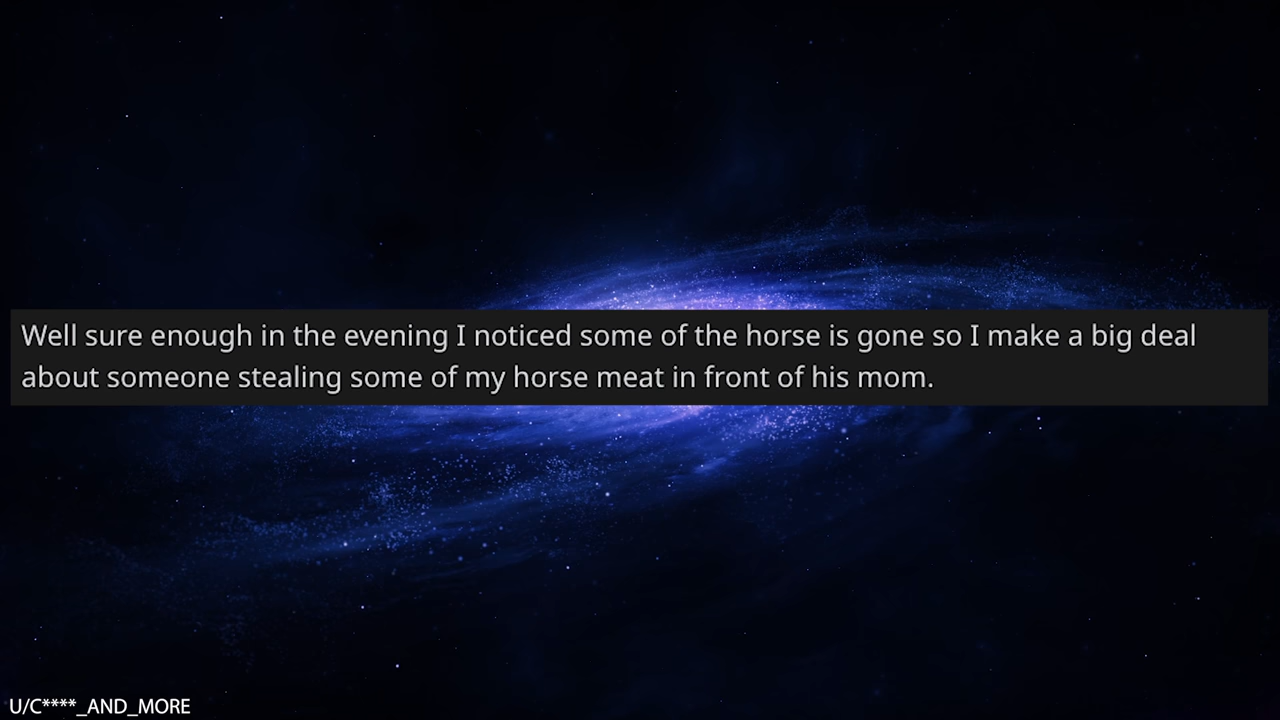 Well sure enough in the evening I noticed some of the horse is gone so I make a big deal
about someone stealing some of my horse meat in front of his mom.
U/C****_AND_MORE